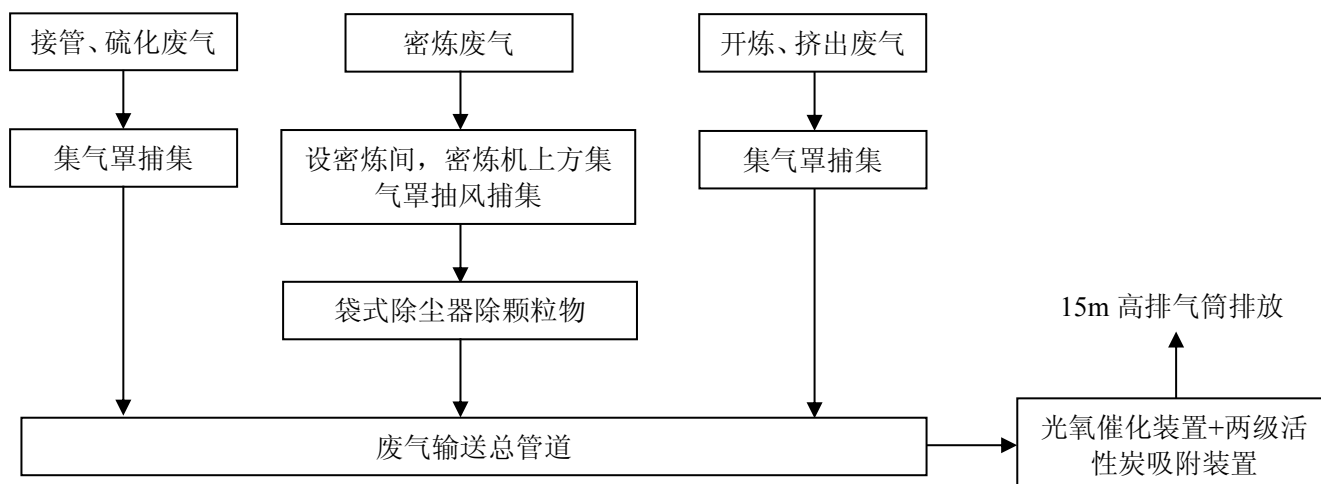 接管、硫化废气
密炼废气
开炼、挤出废气
集气罩捕集
设密炼间，密炼机上方集
气罩抽风捕集
集气罩捕集
袋式除尘器除颗粒物
15m 高排气筒排放
废气输送总管道
光氧催化装置+两级活
性炭吸附装置